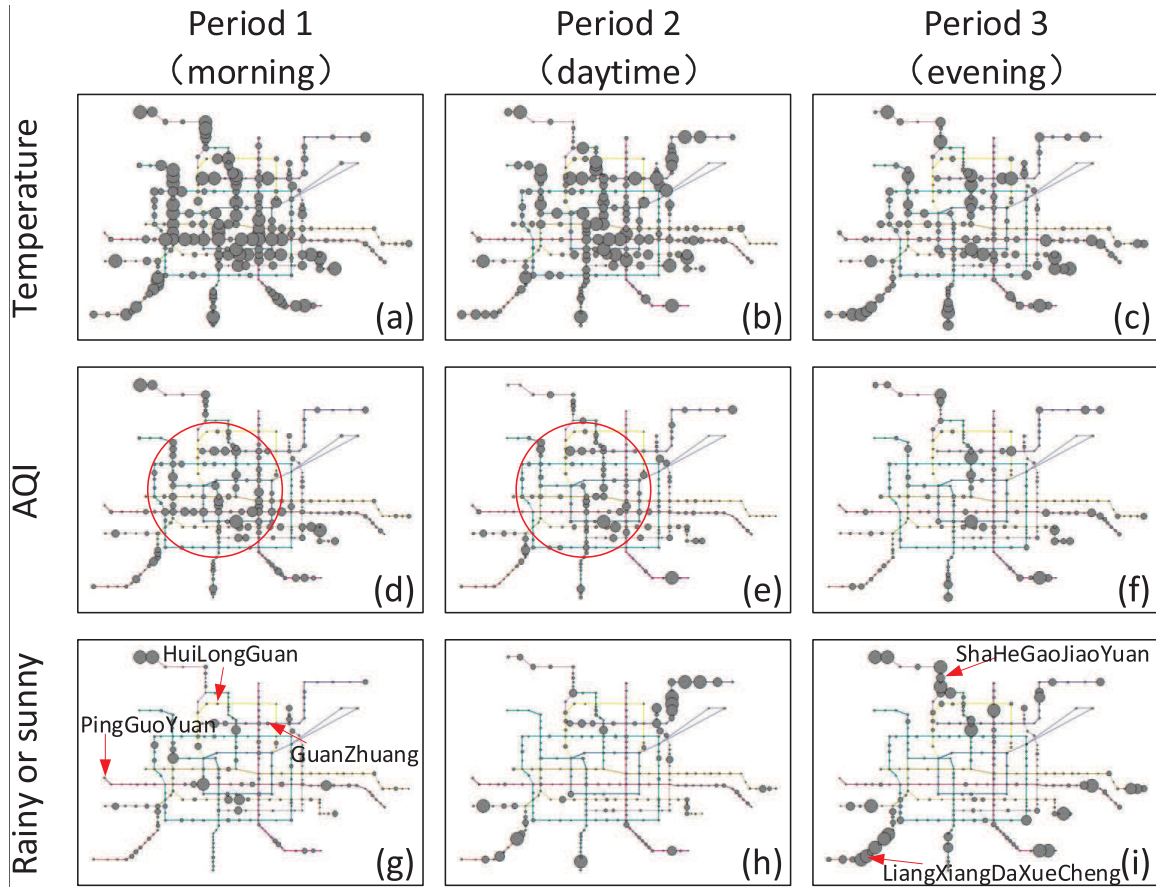 Period 1
（morning）
Period 2
（daytime）
Period 3
（evening）
Temperature
(a)
(b)
(c)
AQI
(d)
(e)
(f)
Rainy or sunny
HuiLongGuan
PingGuoYuan
GuanZhuang
(g)
(h)
ShaHeGaoJiaoYuan
LiangXiangDaXueCheng
(i)